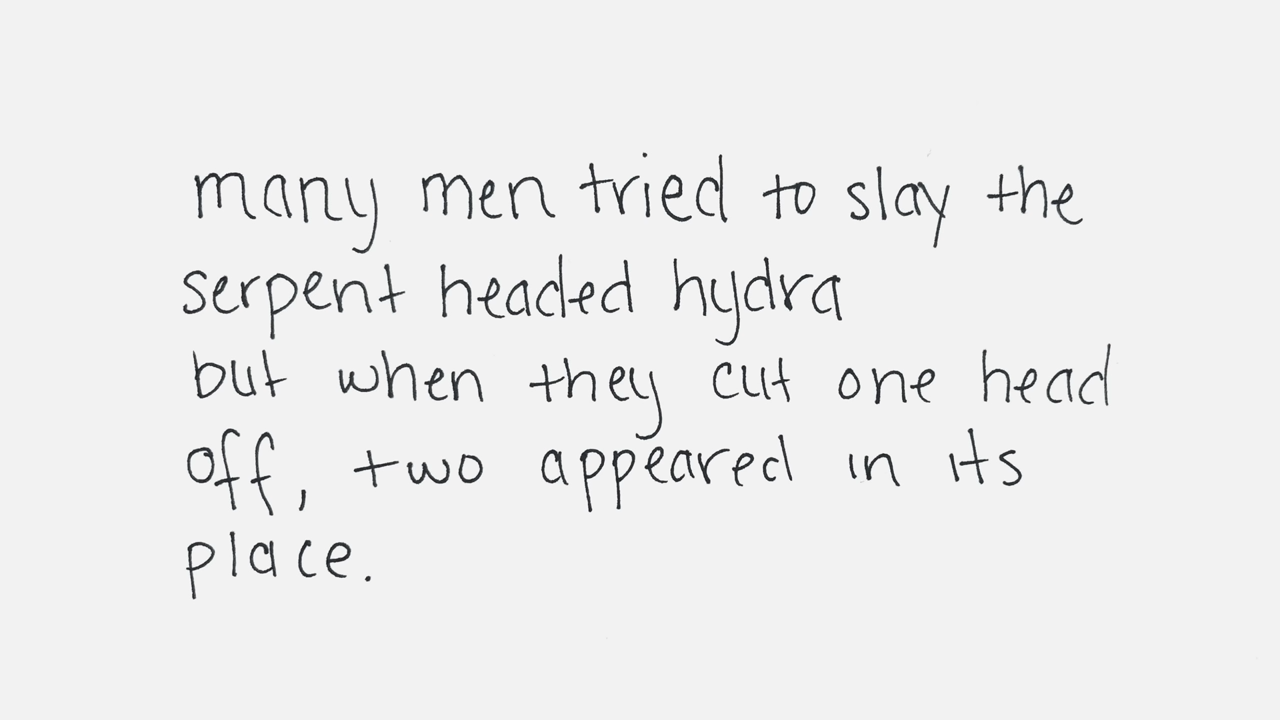 many men tried to slay the
serpent headed hydra
but when they cut one head
off, two appeared in its
place.